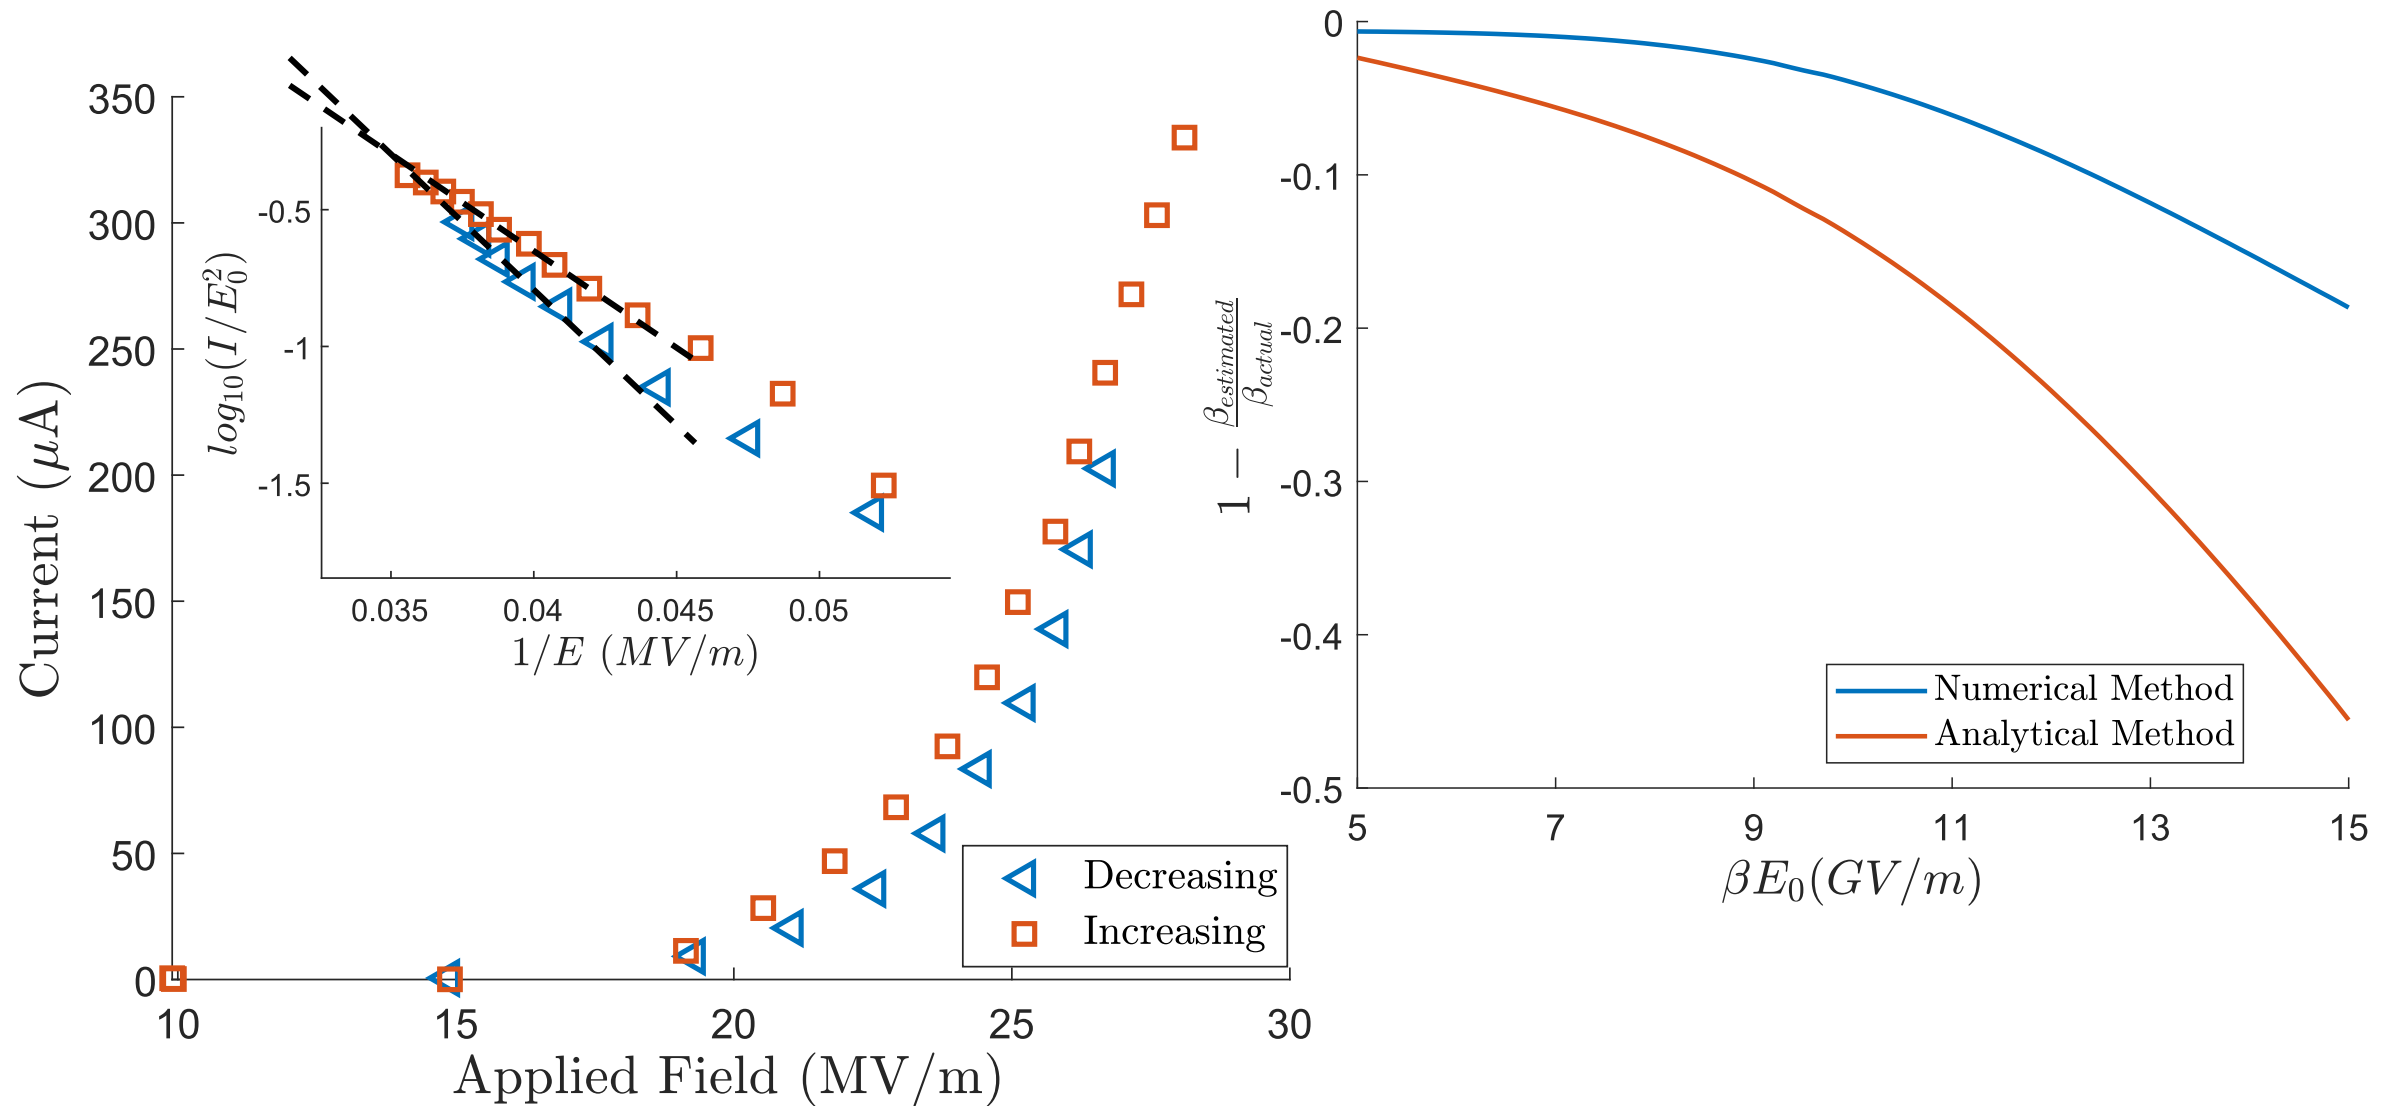 350
300
250
200
150
100
50
0
10 15 20 25 30
Current (μA)
Applied Field (MV/m)
-0.5
-1
-1.5
0.035 0.04 0.045 0.05
log₁₀(I/E₀²)
1/E (MV/m)
Decreasing
Increasing
0
-0.1
-0.2
-0.3
-0.4
-0.5
5 7 9 11 13 15
1 − β_estimated/β_actual
βE₀(GV/m)
Numerical Method
Analytical Method